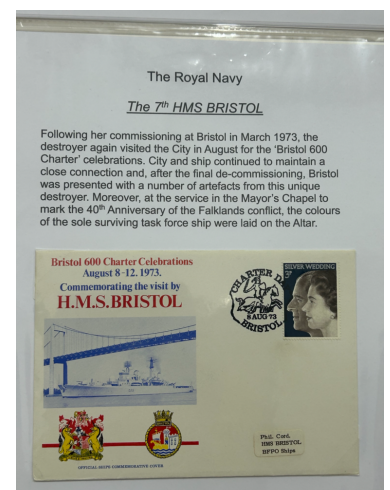 The Royal Navy
The 7th HMS BRISTOL
Following her commissioning at Bristol in March 1973, the
destroyer again visited the City in August for the 'Bristol 600
Charter' celebrations. City and ship continued to maintain a
close connection and, after the final de-commissioning, Bristol
was presented with a number of artefacts from this unique
destroyer. Moreover, at the service in the Mayor's Chapel to
mark the 40th Anniversary of the Falklands conflict, the colours
of the sole surviving task force ship were laid on the Altar.
Bristol 600 Charter Celebrations
August 8-12. 1973.
Commemorating the visit by
H.M.S. BRISTOL
CHARTER D
8 AUG 73
BRISTOL
SILVER WEDDING
3p
Phil. Card.
HMS BRISTOL
BFPO Ships
OFFICIAL SHIPS COMMEMORATIVE COVER